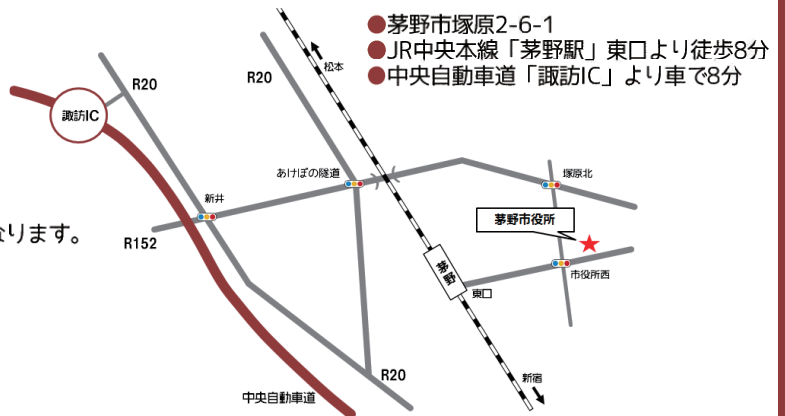 ●茅野市塚原2-6-1
●JR中央本線「茅野駅」東口より徒歩8分
●中央自動車道「諏訪IC」より車で8分
松本
R20
R20
諏訪IC
あけぼの隧道
塚原北
新井
茅野市役所
なります。
R152
茅野
市役所西
東口
新宿
R20
中央自動車道